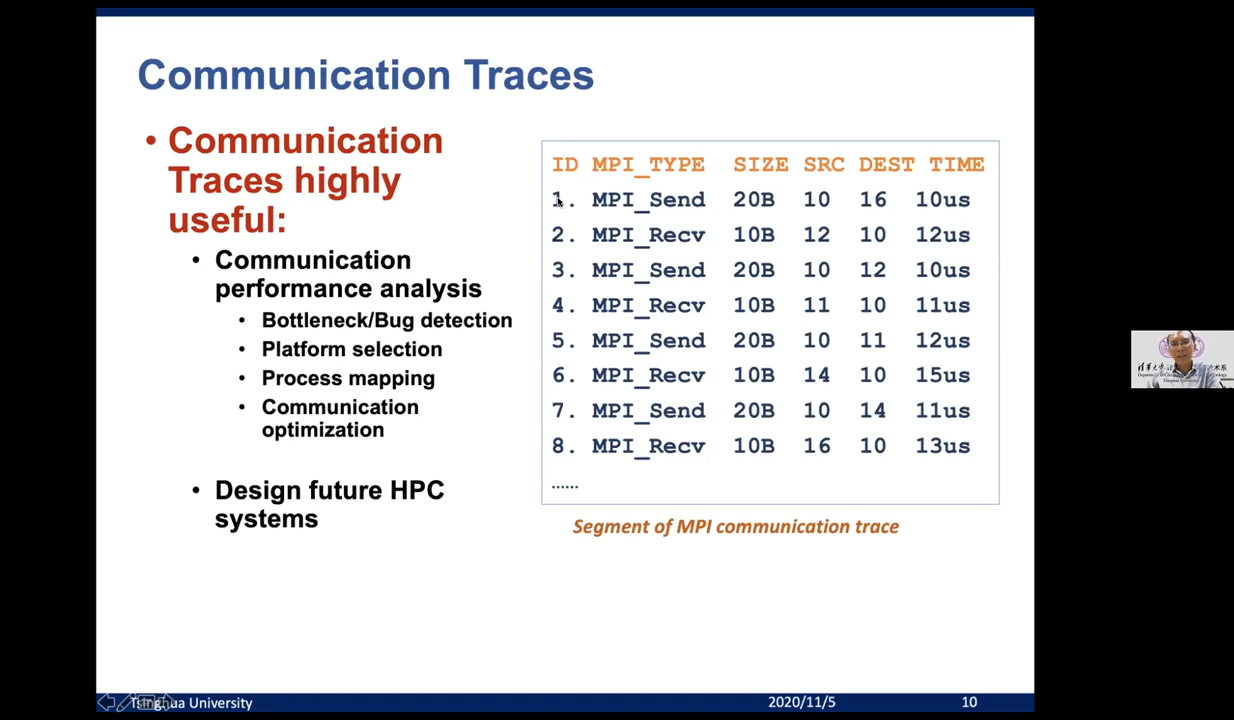 Communication Traces
• Communication
Traces highly
useful:
• Communication
performance analysis
• Bottleneck/Bug detection
• Platform selection
• Process mapping
• Communication
optimization
• Design future HPC
systems
ID MPI_TYPE SIZE SRC DEST TIME
1. MPI_Send 20B 10 16 10us
2. MPI_Recv 10B 12 10 12us
3. MPI_Send 20B 10 12 10us
4. MPI_Recv 10B 11 10 11us
5. MPI_Send 20B 10 11 12us
6. MPI_Recv 10B 14 10 15us
7. MPI_Send 20B 10 14 11us
8. MPI_Recv 10B 16 10 13us
......
Segment of MPI communication trace
Tsinghua University
2020/11/5
10